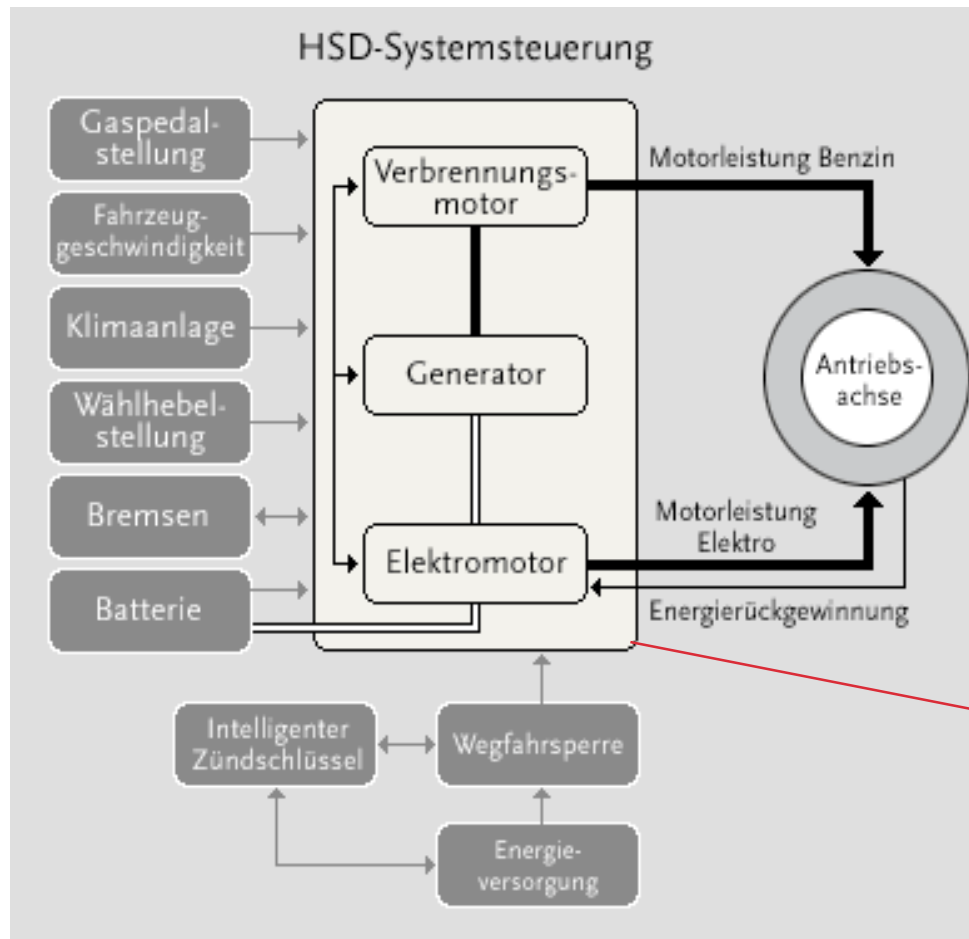 HSD-Systemsteuerung
Gaspedal-
stellung
Fahrzeug-
geschwindigkeit
Klimaanlage
Wählhebel-
stellung
Bremsen
Batterie
Verbrennungs-
motor
Generator
Elektromotor
Motorleistung Benzin
Antriebs-
achse
Motorleistung
Elektro
Energierückgewinnung
Intelligenter
Zündschlüssel
Wegfahrsperre
Energie-
versorgung